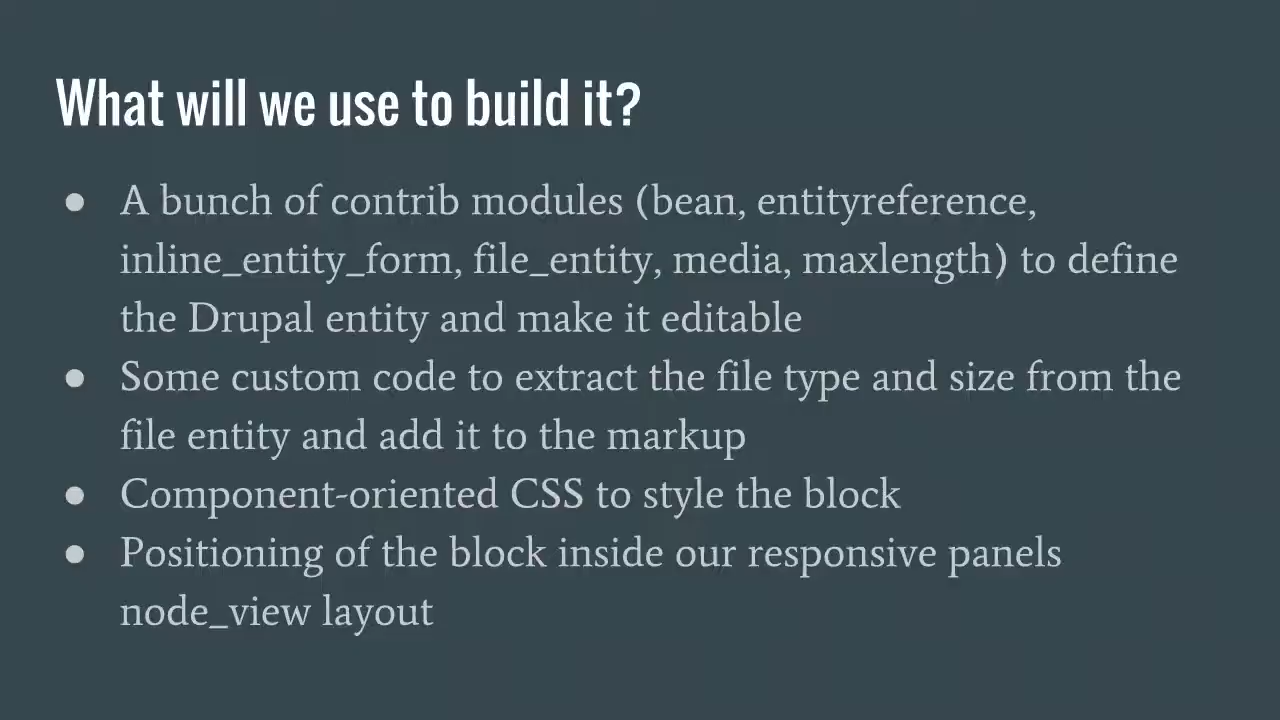 What will we use to build it?
● A bunch of contrib modules (bean, entityreference,
inline_entity_form, file_entity, media, maxlength) to define
the Drupal entity and make it editable
● Some custom code to extract the file type and size from the
file entity and add it to the markup
● Component-oriented CSS to style the block
● Positioning of the block inside our responsive panels
node_view layout